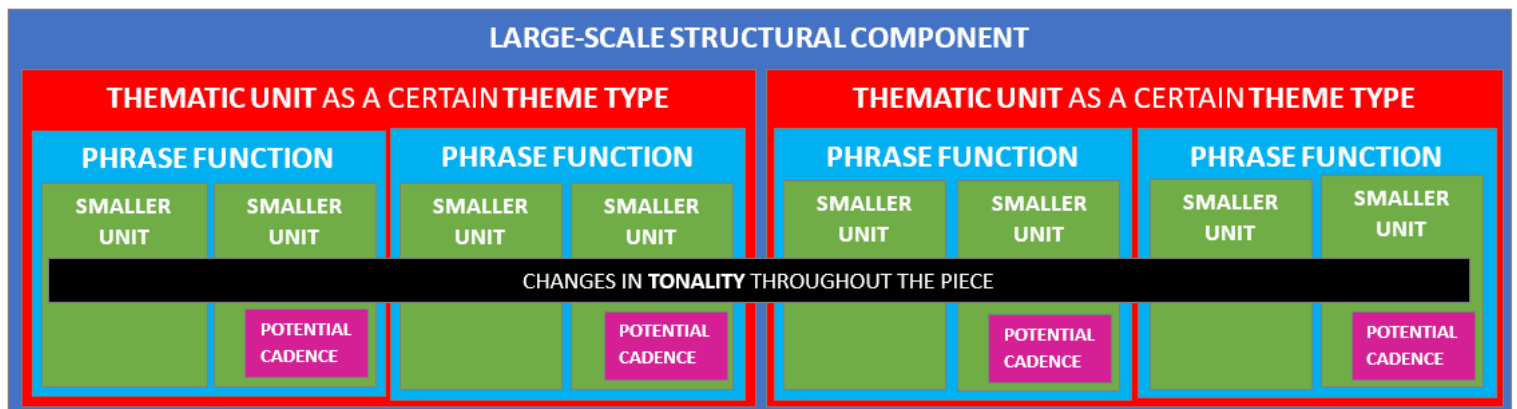 LARGE-SCALE STRUCTURAL COMPONENT
THEMATIC UNIT AS A CERTAIN THEME TYPE
PHRASE FUNCTION
SMALLER
UNIT
SMALLER
UNIT
PHRASE FUNCTION
SMALLER
UNIT
SMALLER
UNIT
THEMATIC UNIT AS A CERTAIN THEME TYPE
PHRASE FUNCTION
SMALLER
UNIT
SMALLER
UNIT
PHRASE FUNCTION
SMALLER
UNIT
SMALLER
UNIT
CHANGES IN TONALITY THROUGHOUT THE PIECE
POTENTIAL
CADENCE
POTENTIAL
CADENCE
POTENTIAL
CADENCE
POTENTIAL
CADENCE